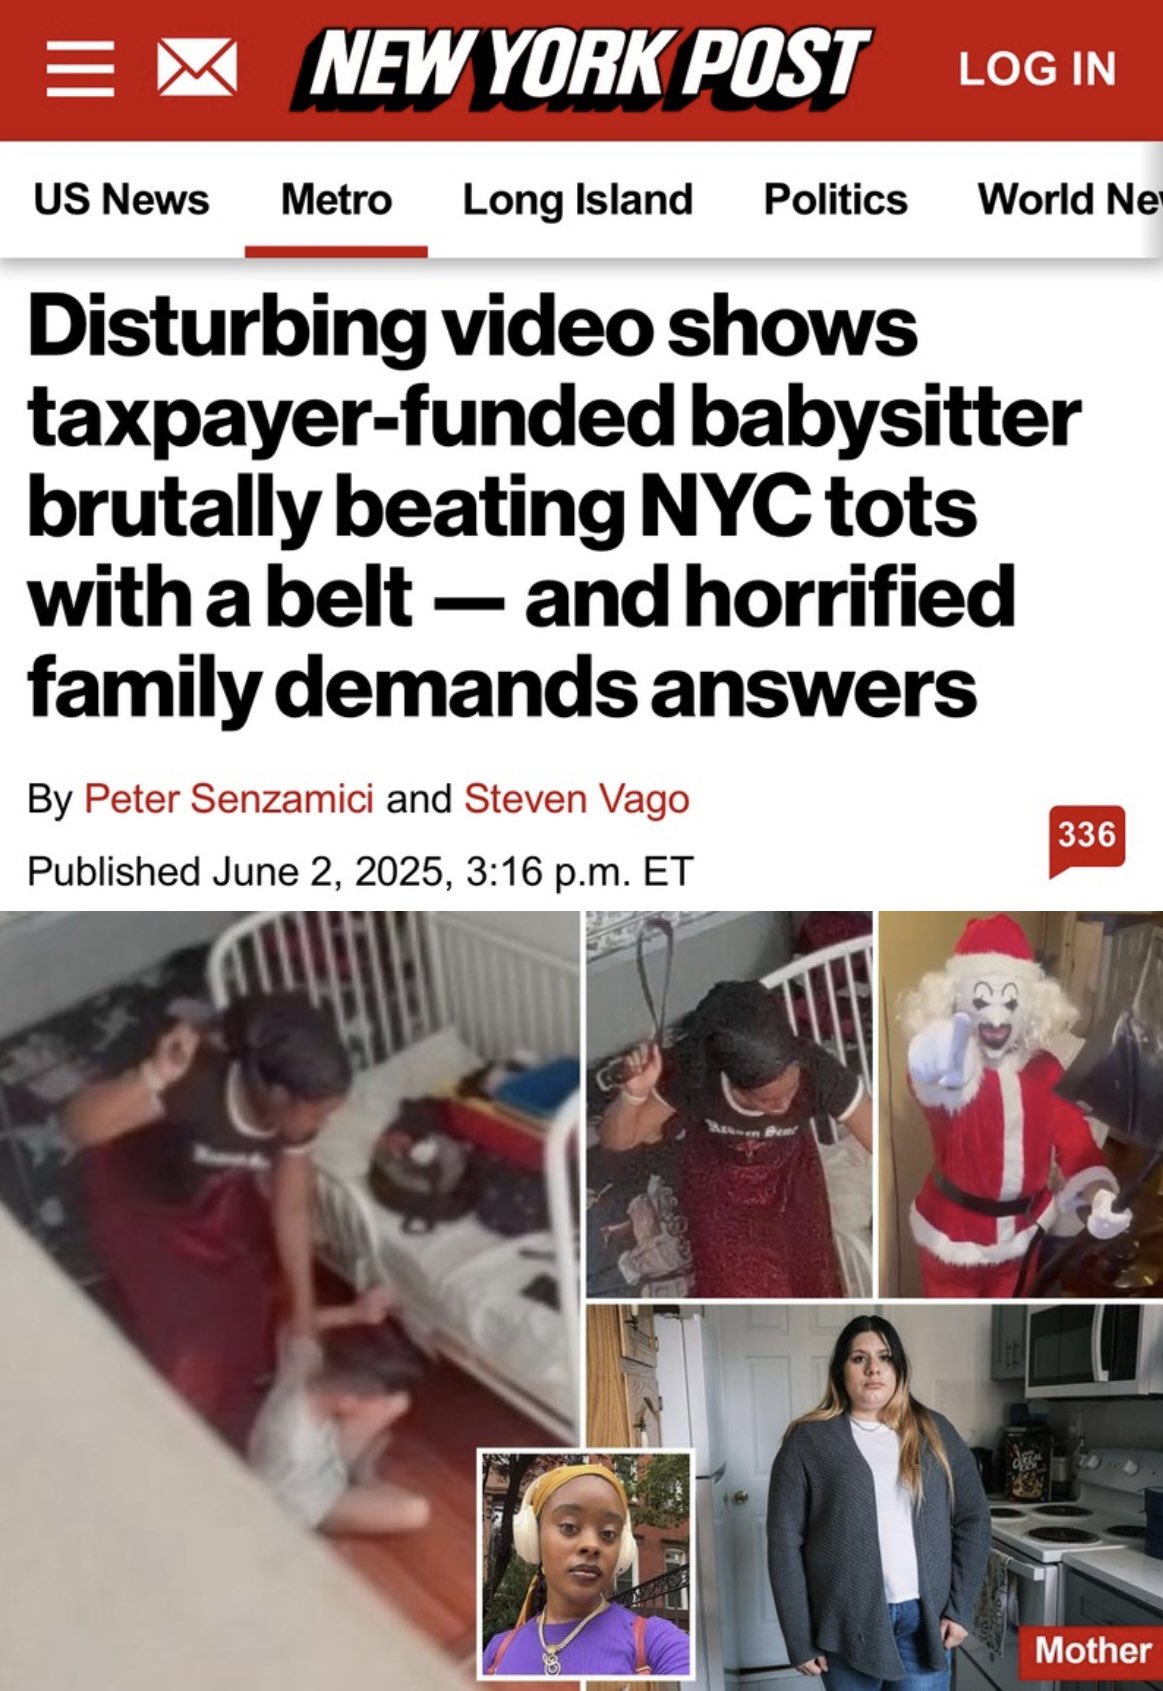 NEW YORK POST
LOG IN
US News Metro Long Island Politics World Ne
Disturbing video shows
taxpayer-funded babysitter
brutally beating NYC tots
with a belt — and horrified
family demands answers
By Peter Senzamici and Steven Vago
336
Published June 2, 2025, 3:16 p.m. ET
Mother